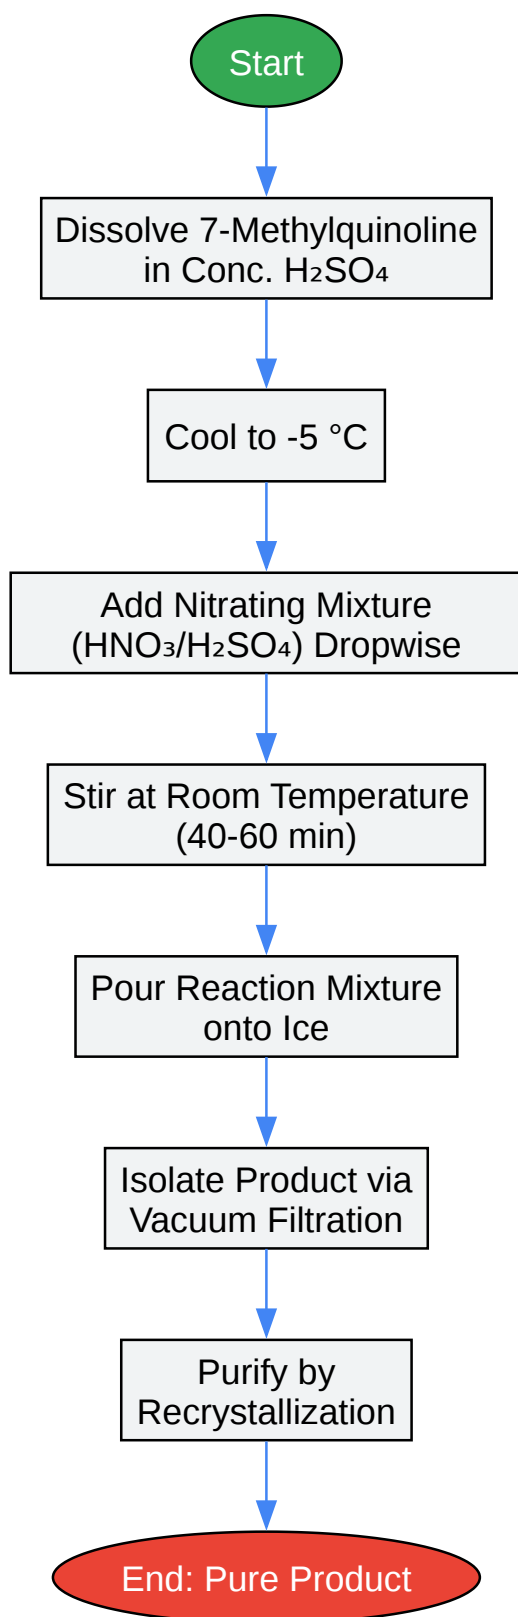 Start
Dissolve 7-Methylquinoline
in Conc. H₂SO₄
Cool to -5 °C
Add Nitrating Mixture
(HNO₃/H₂SO₄) Dropwise
Stir at Room Temperature
(40-60 min)
Pour Reaction Mixture
onto Ice
Isolate Product via
Vacuum Filtration
Purify by
Recrystallization
End: Pure Product